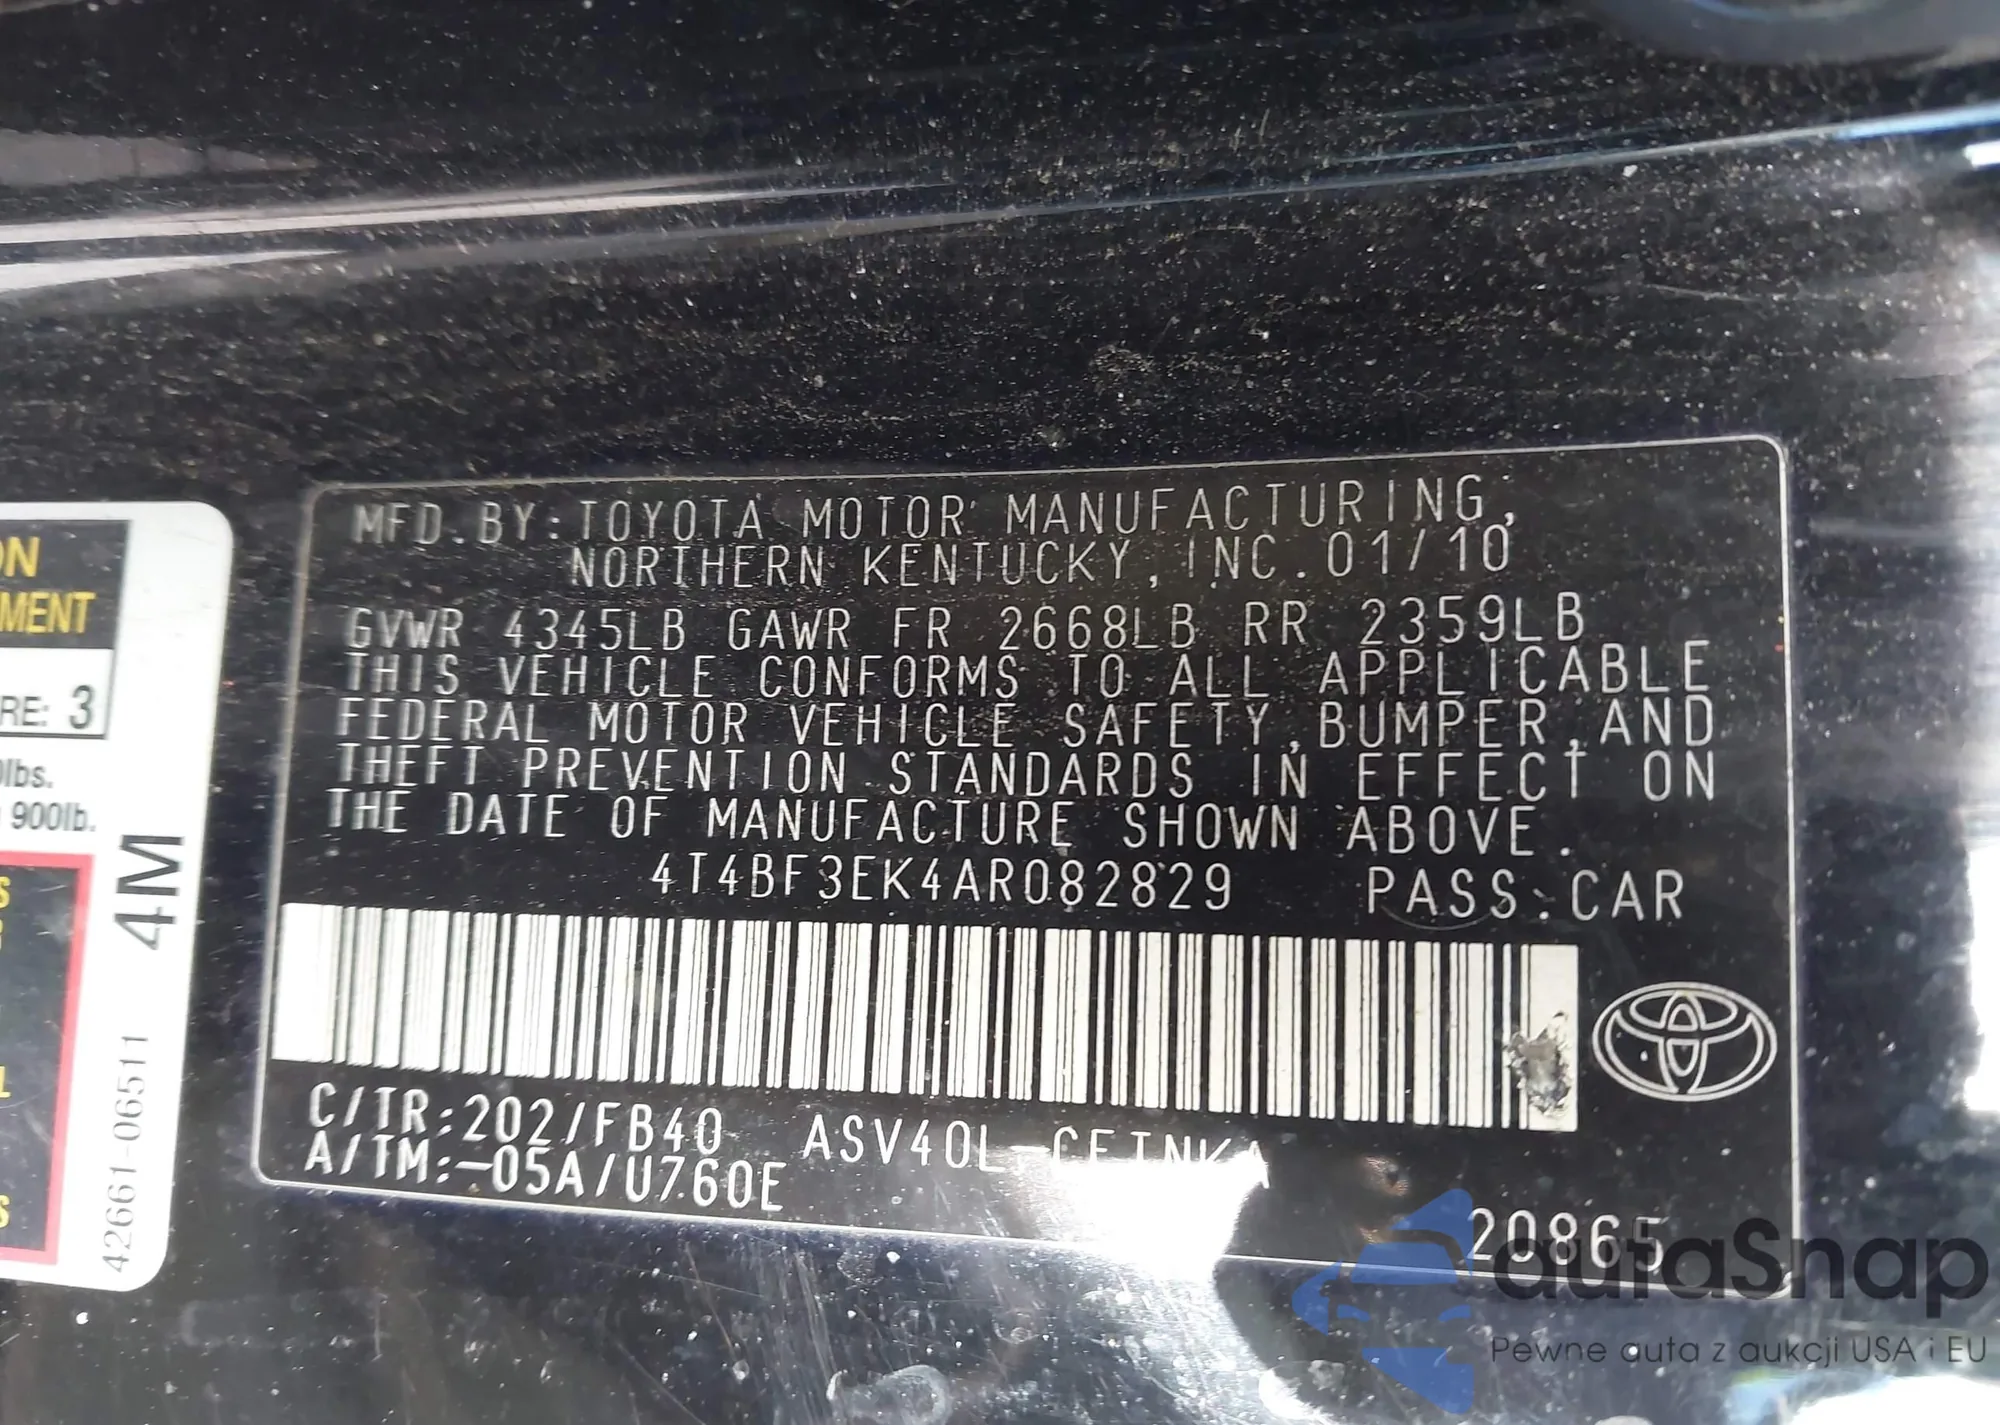 MFD. BY: TOYOTA MOTOR MANUFACTURING,
NORTHERN KENTUCKY, INC. 01/10
GVWR 4345LB GAWR FR 2668LB RR 2359LB
THIS VEHICLE CONFORMS TO ALL APPLICABLE
FEDERAL MOTOR VEHICLE SAFETY, BUMPER, AND
THEFT PREVENTION STANDARDS IN EFFECT ON
THE DATE OF MANUFACTURE SHOWN ABOVE.
4T4BF3EK4AR082829 PASS. CAR
C/TR:202/FB40 ASV40L-CETNKA
A/TM:-05A/U760E
20865
ON
MENT
RE: 3
lbs.
900lb.
4M
42661-06511
autaSnap
Pewne auta z aukcji USA i EU